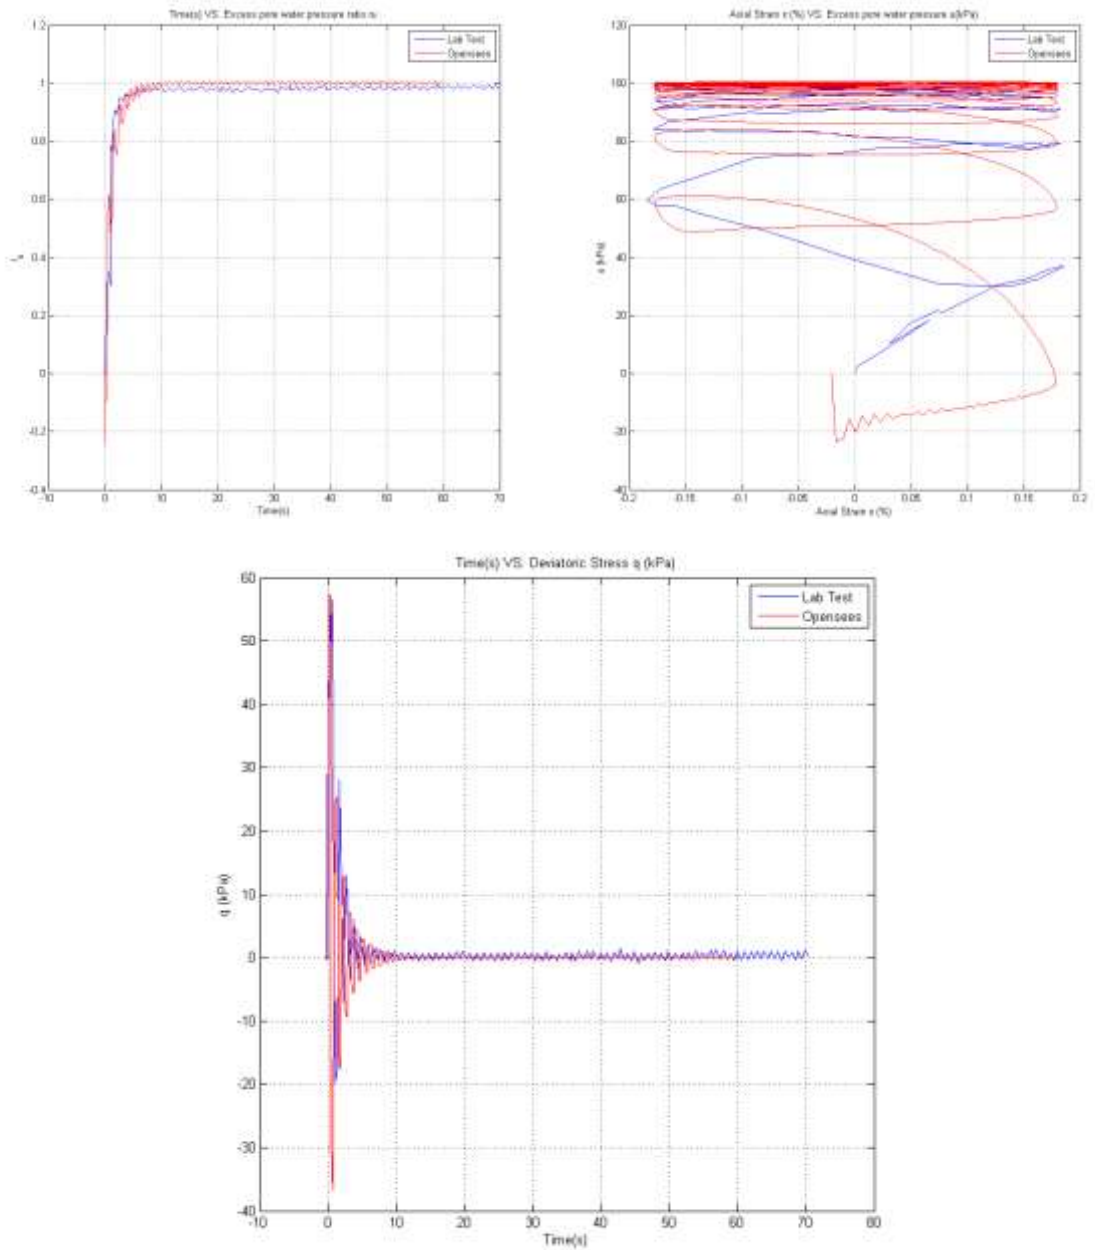 Time(s) VS. Excess pore water pressure ratio ru
Lab Test
Opensees
1.2
1
0.8
0.6
0.4
0.2
0
-0.2
-0.4
-10 0 10 20 30 40 50 60 70
Time(s)
Axial Strain ε (%) VS. Excess pore water pressure u(kPa)
Lab Test
Opensees
120
100
80
60
40
20
0
-20
-40
u (kPa)
-0.2 -0.15 -0.1 -0.05 0 0.05 0.1 0.15 0.2
Axial Strain ε (%)
Time(s) VS. Deviatoric Stress q (kPa)
Lab Test
Opensees
60
50
40
30
20
10
0
-10
-20
-30
-40
q (kPa)
-10 0 10 20 30 40 50 60 70 80
Time(s)